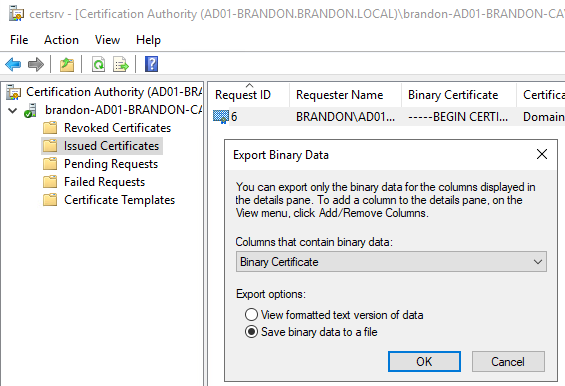 certsrv - [Certification Authority (AD01-BRANDON.BRANDON.LOCAL)\brandon-AD01-BRANDON-CA\
File Action View Help
Certification Authority (AD01-BRA
brandon-AD01-BRANDON-CA
Revoked Certificates
Issued Certificates
Pending Requests
Failed Requests
Certificate Templates
Request ID Requester Name Binary Certificate Certifica
6 BRANDON\AD01... -----BEGIN CERTI... Domain
Export Binary Data
You can export only the binary data for the columns displayed in
the details pane. To add a column to the details pane, on the
View menu, click Add/Remove Columns.
Columns that contain binary data:
Binary Certificate
Export options:
View formatted text version of data
Save binary data to a file
OK Cancel